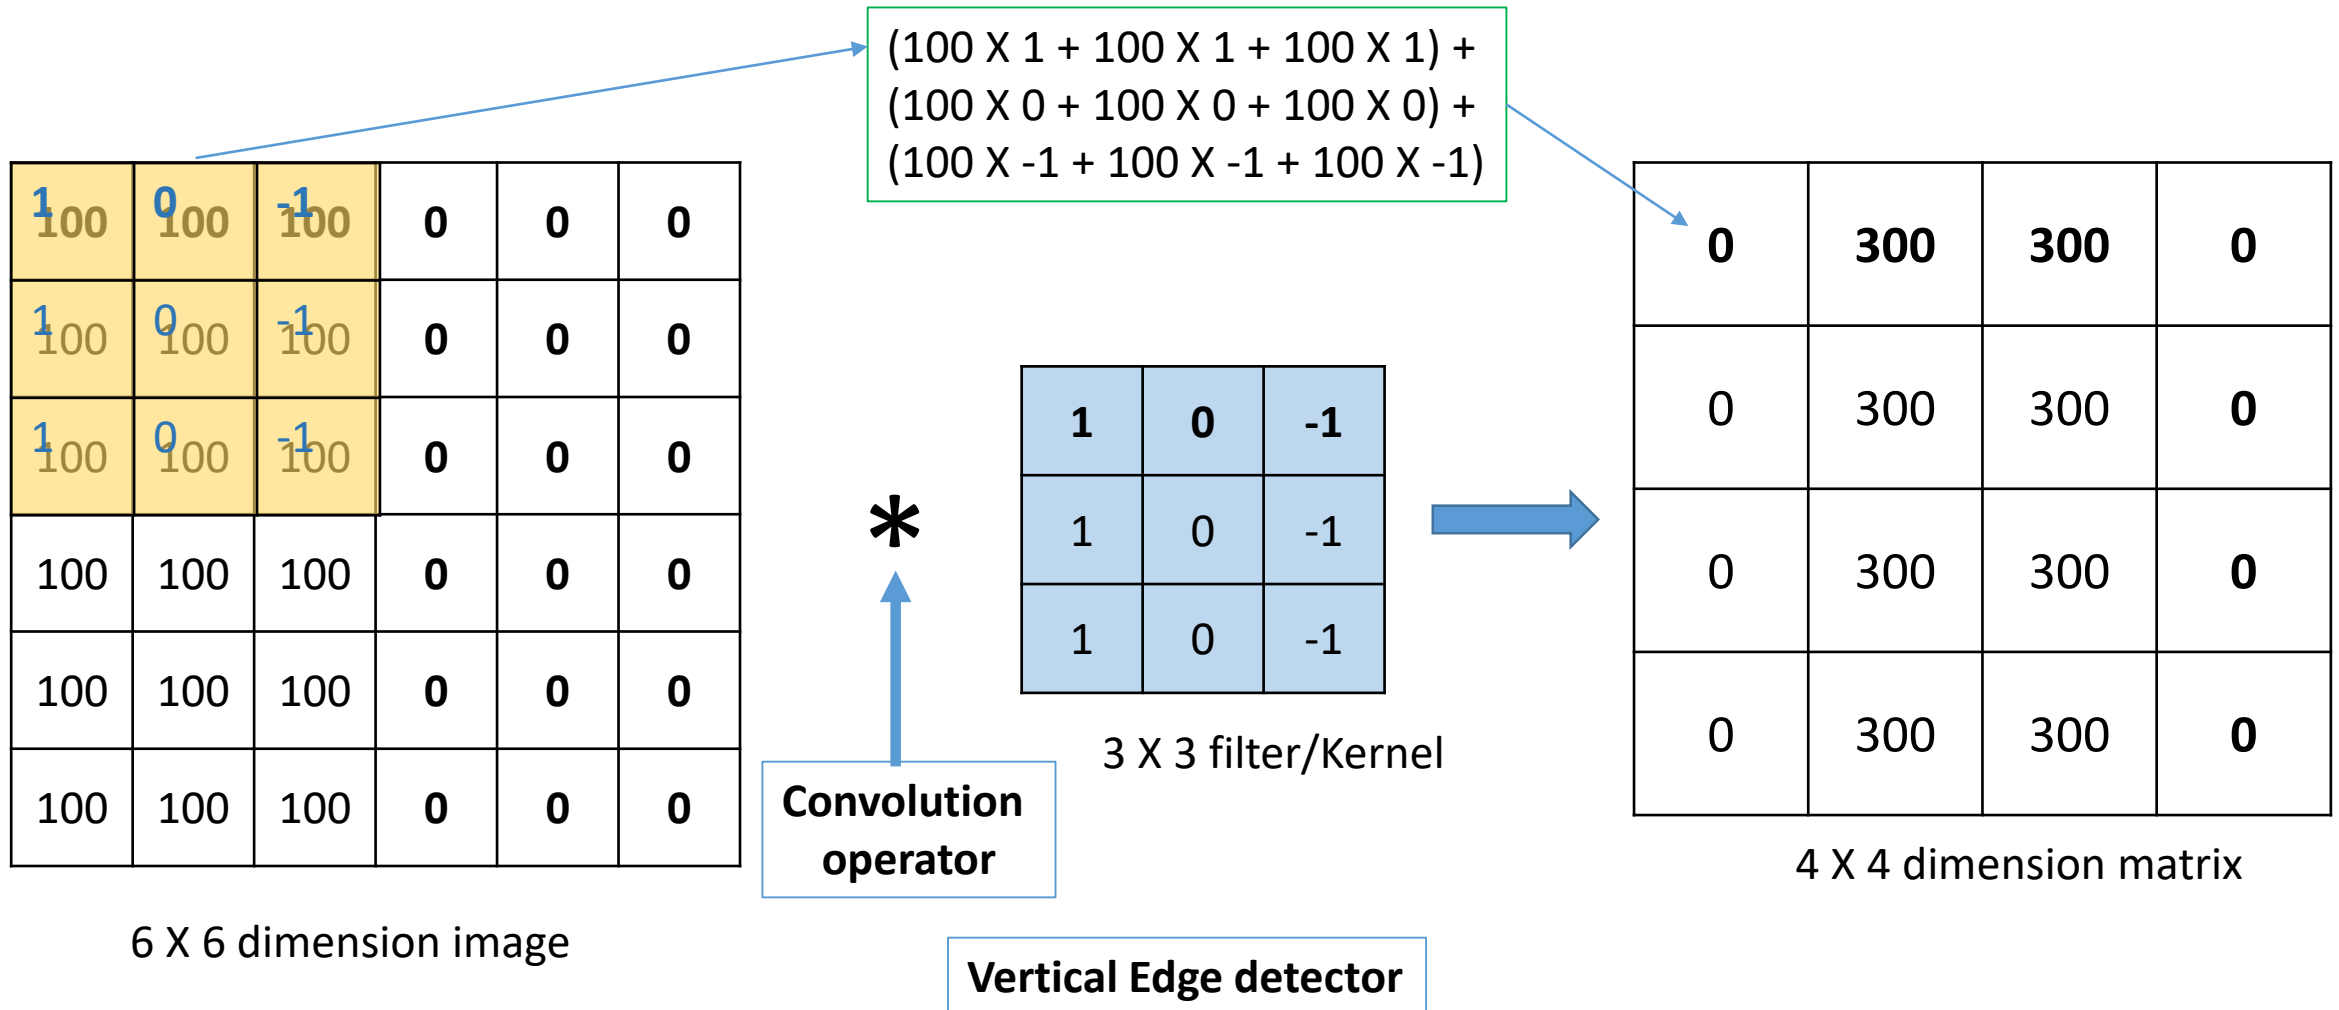 (100 X 1 + 100 X 1 + 100 X 1) +
(100 X 0 + 100 X 0 + 100 X 0) +
(100 X -1 + 100 X -1 + 100 X -1)
1 0 -1
100 100 100 0 0 0
1 0 -1
100 100 100 0 0 0
1 0 -1
100 100 100 0 0 0
100 100 100 0 0 0
100 100 100 0 0 0
100 100 100 0 0 0
6 X 6 dimension image
*
Convolution
operator
1 0 -1
1 0 -1
1 0 -1
3 X 3 filter/Kernel
0 300 300 0
0 300 300 0
0 300 300 0
0 300 300 0
4 X 4 dimension matrix
Vertical Edge detector